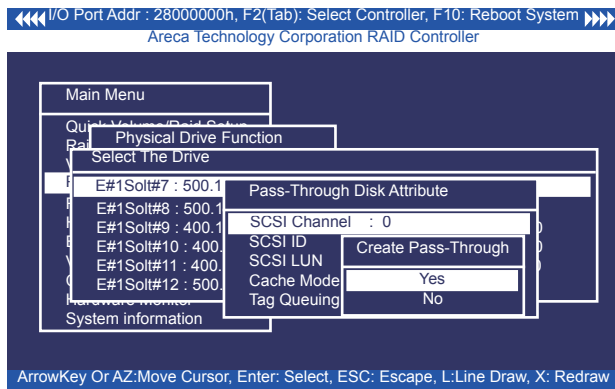 I/O Port Addr : 28000000h, F2(Tab): Select Controller, F10: Reboot System
Areca Technology Corporation RAID Controller
Main Menu
Physical Drive Function
Select The Drive
E#1Solt#7 : 500.1
E#1Solt#8 : 500.1
E#1Solt#9 : 400.1
E#1Solt#10 : 400.
E#1Solt#11 : 400.
E#1Solt#12 : 500.
Pass-Through Disk Attribute
SCSI Channel : 0
SCSI ID
SCSI LUN
Cache Mode
Tag Queuing
Create Pass-Through
Yes
No
System information
ArrowKey Or AZ:Move Cursor, Enter: Select, ESC: Escape, L:Line Draw, X: Redraw